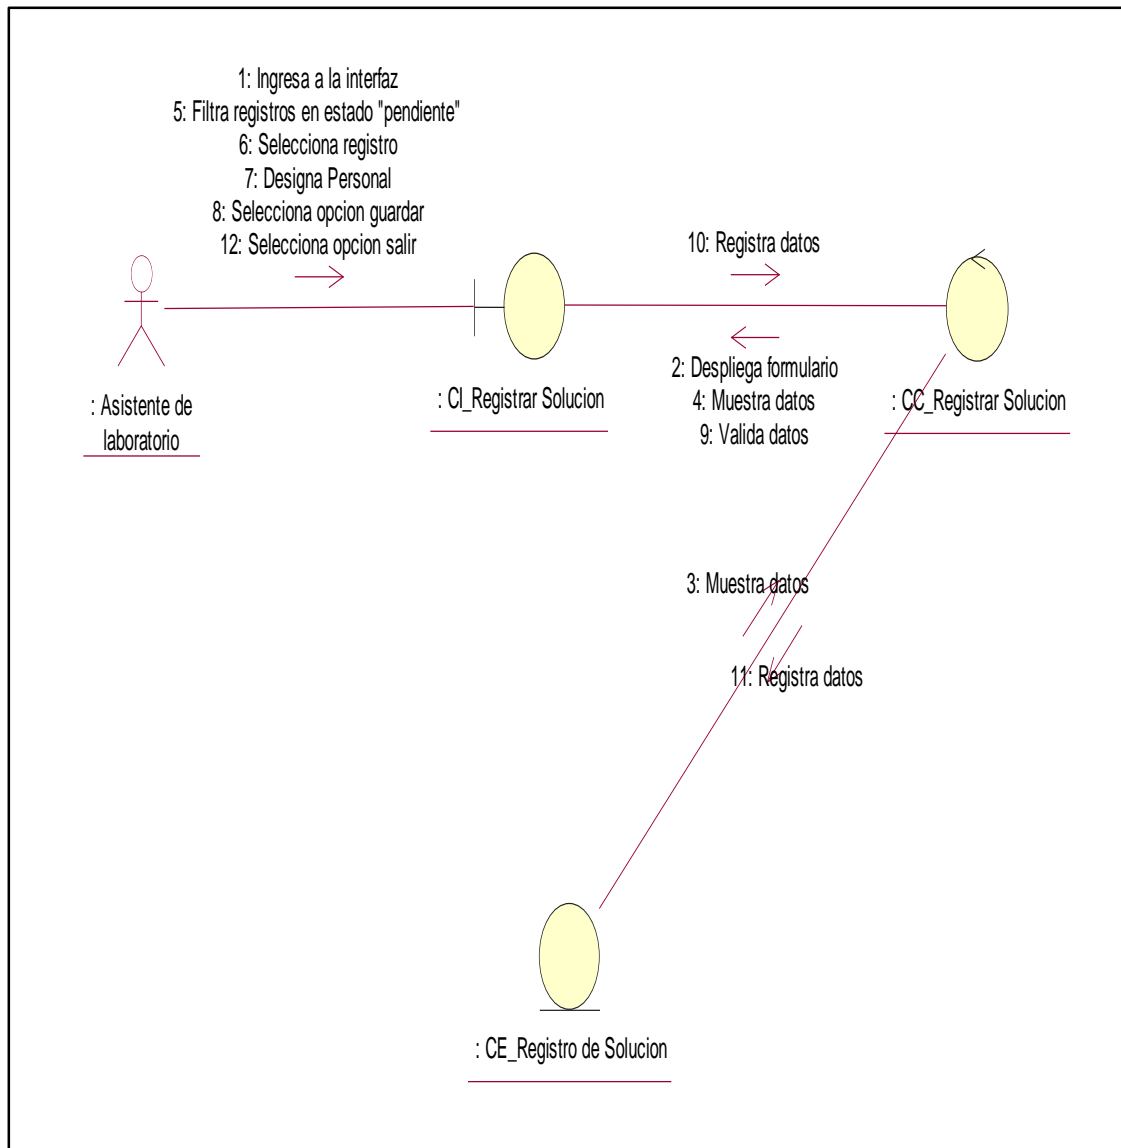 1: Ingresa a la interfaz
5: Filtra registros en estado "pendiente"
6: Selecciona registro
7: Designa Personal
8: Selecciona opcion guardar
12: Selecciona opcion salir
10: Registra datos
2: Despliega formulario
4: Muestra datos
9: Valida datos
: Asistente de
laboratorio
: CI_Registrar Solucion
: CC_Registrar Solucion
3: Muestra datos
11: Registra datos
: CE_Registro de Solucion